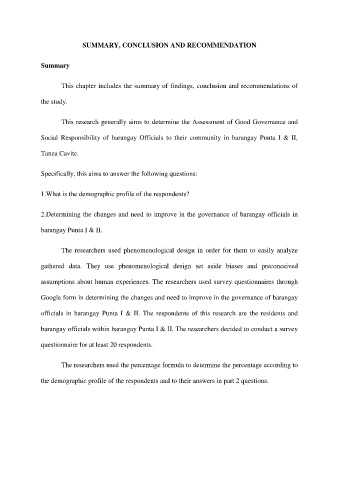 SUMMARY, CONCLUSION AND RECOMMENDATION
Summary
This chapter includes the summary of findings, conclusion and recommendations of
the study.
This research generally aims to determine the Assessment of Good Governance and
Social Responsibility of barangay Officials to their community in barangay Punta I & II,
Tanza Cavite.
Specifically, this aims to answer the following questions:
1.What is the demographic profile of the respondents?
2.Determining the changes and need to improve in the governance of barangay officials in
barangay Punta I & II.
The researchers used phenomenological design in order for them to easily analyze
gathered data. They use phenomenological design set aside biases and preconceived
assumptions about human experiences. The researchers used survey questionnaires through
Google form in determining the changes and need to improve in the governance of barangay
officials in barangay Punta I & II. The respondents of this research are the residents and
barangay officials within barangay Punta I & II. The researchers decided to conduct a survey
questionnaire for at least 20 respondents.
The researchers used the percentage formula to determine the percentage according to
the demographic profile of the respondents and to their answers in part 2 questions.